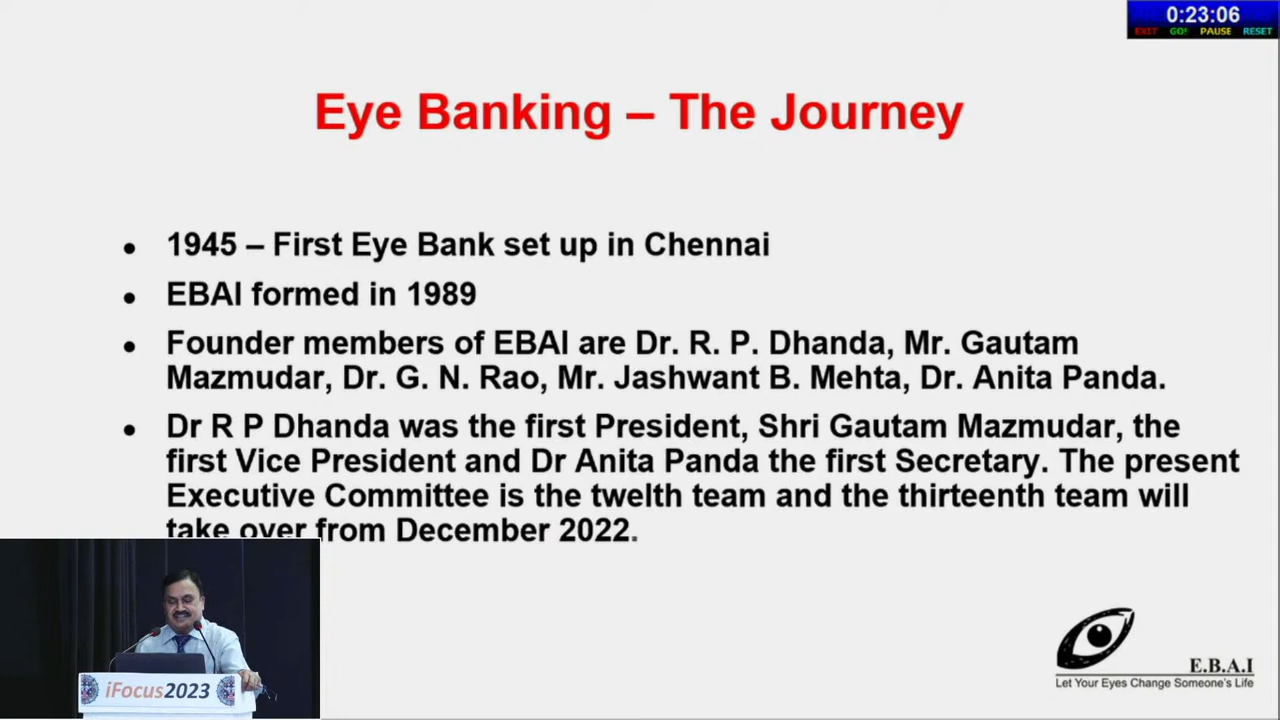 0:23:06
EXIT GO! PAUSE RESET
Eye Banking – The Journey
• 1945 – First Eye Bank set up in Chennai
• EBAI formed in 1989
• Founder members of EBAI are Dr. R. P. Dhanda, Mr. Gautam
Mazmudar, Dr. G. N. Rao, Mr. Jashwant B. Mehta, Dr. Anita Panda.
• Dr R P Dhanda was the first President, Shri Gautam Mazmudar, the
first Vice President and Dr Anita Panda the first Secretary. The present
Executive Committee is the twelth team and the thirteenth team will
take over from December 2022.
iFocus2023
E.B.A.I
Let Your Eyes Change Someone's Life